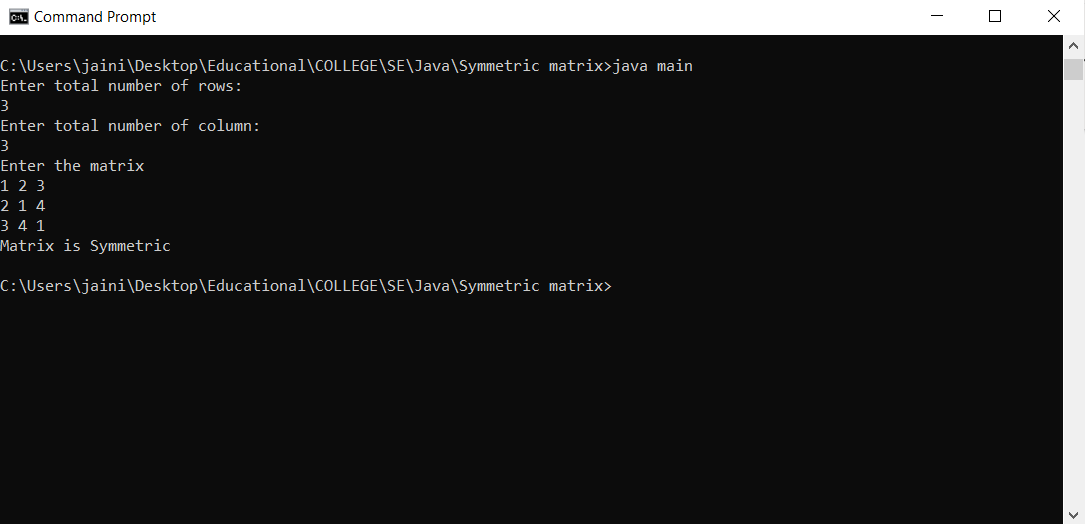 Command Prompt
C:\Users\jaini\Desktop\Educational\COLLEGE\SE\Java\Symmetric matrix>java main
Enter total number of rows:
3
Enter total number of column:
3
Enter the matrix
1 2 3
2 1 4
3 4 1
Matrix is Symmetric
C:\Users\jaini\Desktop\Educational\COLLEGE\SE\Java\Symmetric matrix>